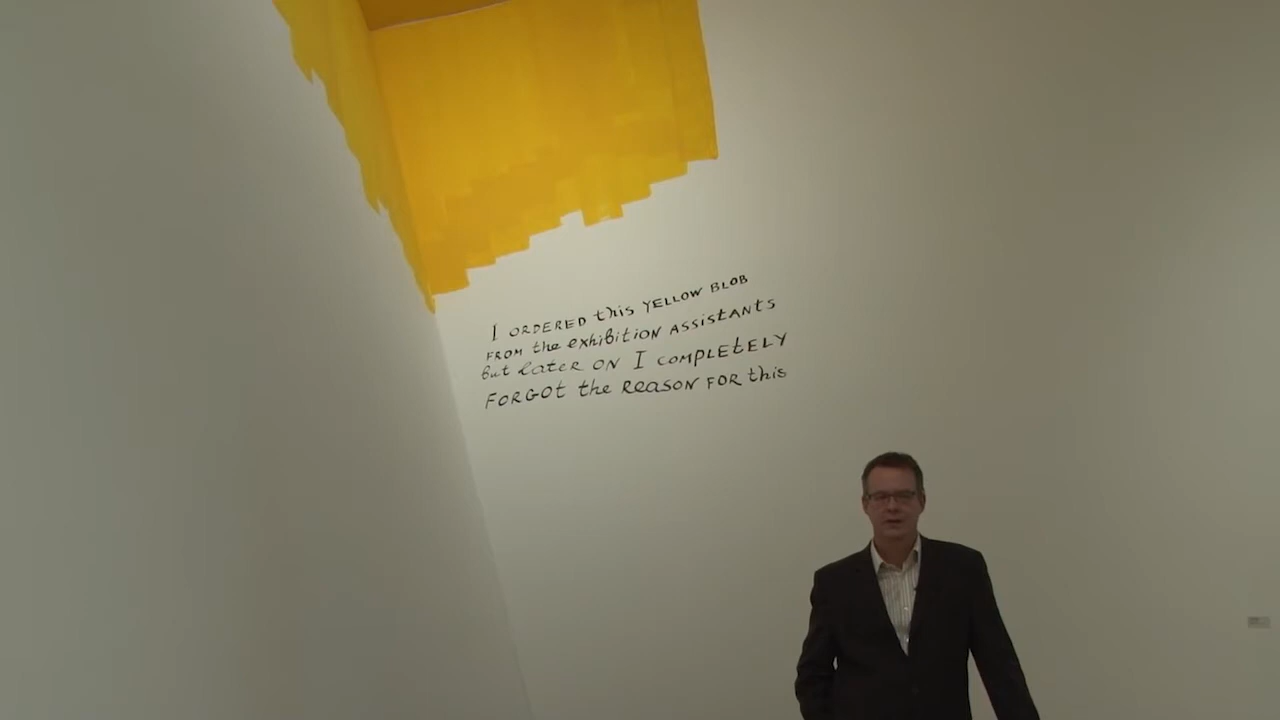 I ORDERED this YELLOW BLOB
FROM the exhibitiON ASSISTANTS
But LateR ON I COMPLETELY
FORGOt the ReASON FOR this